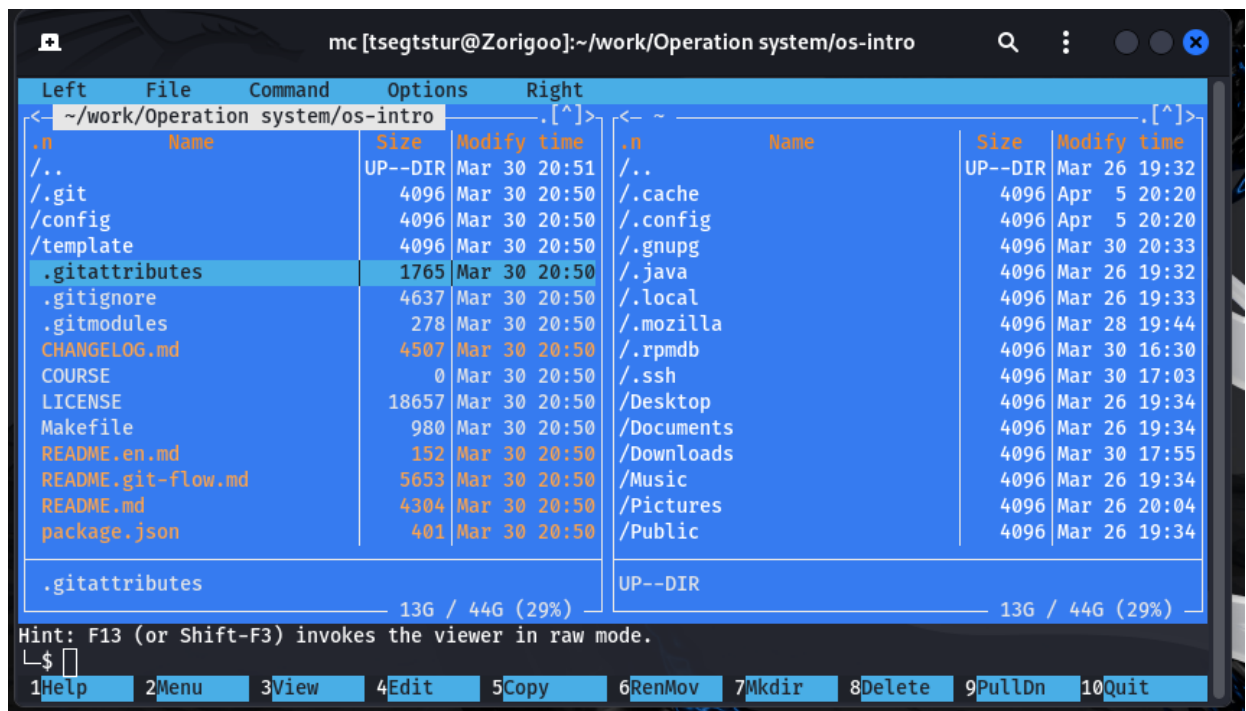 mc [tsegtstur@Zorigoo]:~/work/Operation system/os-intro
Left File Command Options Right
<— ~/work/Operation system/os-intro —.[^]> <— ~ —.[^]>
.n Name Size Modify time .n Name Size Modify time
/.. UP--DIR Mar 30 20:51 /.. UP--DIR Mar 26 19:32
/.git 4096 Mar 30 20:50 /.cache 4096 Apr 5 20:20
/config 4096 Mar 30 20:50 /.config 4096 Apr 5 20:20
/template 4096 Mar 30 20:50 /.gnupg 4096 Mar 30 20:33
.gitattributes 1765 Mar 30 20:50 /.java 4096 Mar 26 19:32
.gitignore 4637 Mar 30 20:50 /.local 4096 Mar 26 19:33
.gitmodules 278 Mar 30 20:50 /.mozilla 4096 Mar 28 19:44
CHANGELOG.md 4507 Mar 30 20:50 /.rpmdb 4096 Mar 30 16:30
COURSE 0 Mar 30 20:50 /.ssh 4096 Mar 30 17:03
LICENSE 18657 Mar 30 20:50 /Desktop 4096 Mar 26 19:34
Makefile 980 Mar 30 20:50 /Documents 4096 Mar 26 19:34
README.en.md 152 Mar 30 20:50 /Downloads 4096 Mar 30 17:55
README.git-flow.md 5653 Mar 30 20:50 /Music 4096 Mar 26 19:34
README.md 4304 Mar 30 20:50 /Pictures 4096 Mar 26 20:04
package.json 401 Mar 30 20:50 /Public 4096 Mar 26 19:34
.gitattributes UP--DIR
13G / 44G (29%) 13G / 44G (29%)
Hint: F13 (or Shift-F3) invokes the viewer in raw mode.
└─$
1Help 2Menu 3View 4Edit 5Copy 6RenMov 7Mkdir 8Delete 9PullDn 10Quit